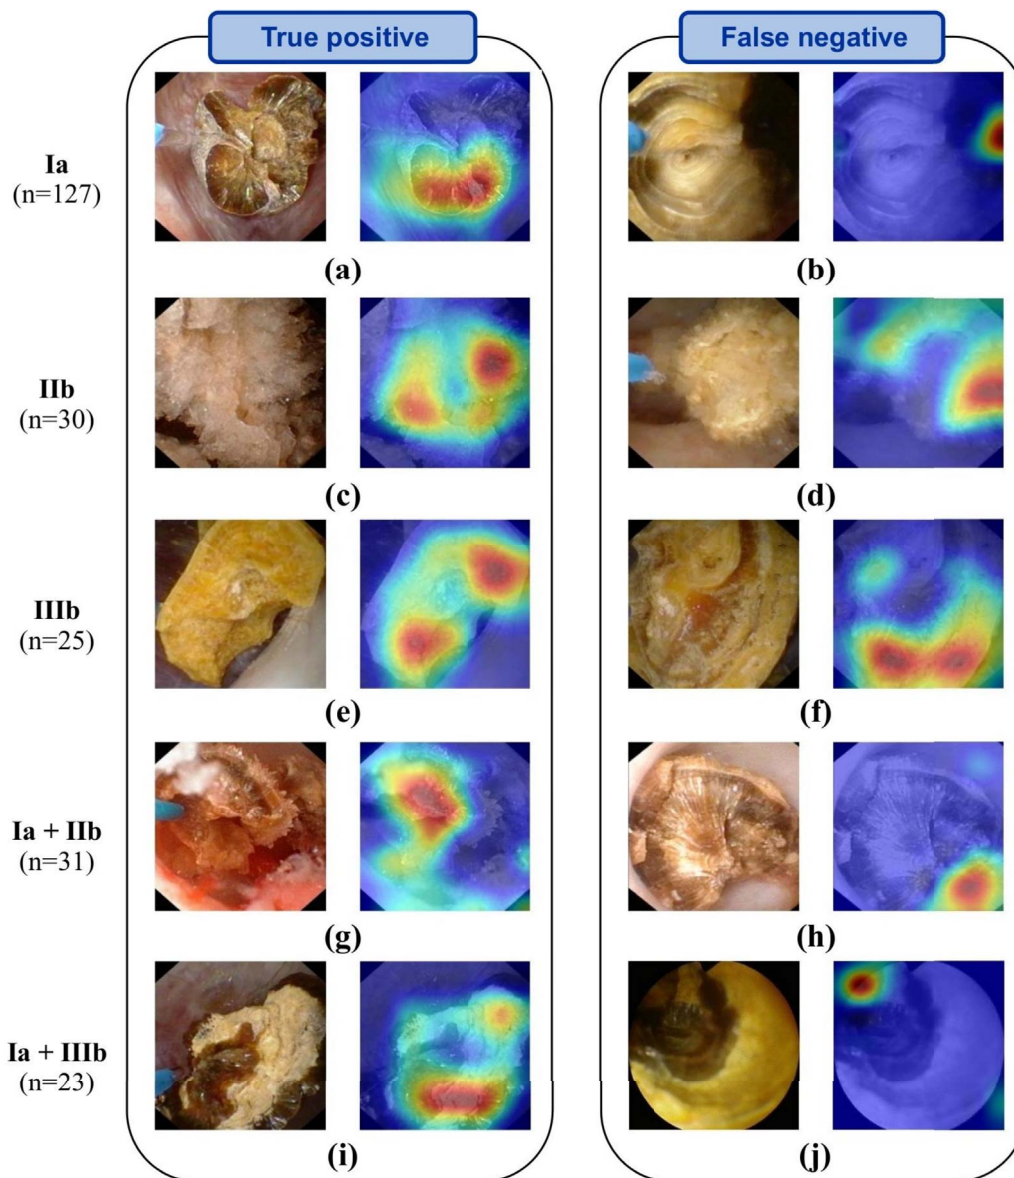 True positive
False negative
Ia
(n=127)
(a)
(b)
IIb
(n=30)
(c)
(d)
IIIb
(n=25)
(e)
(f)
Ia + IIb
(n=31)
(g)
(h)
Ia + IIIb
(n=23)
(i)
(j)